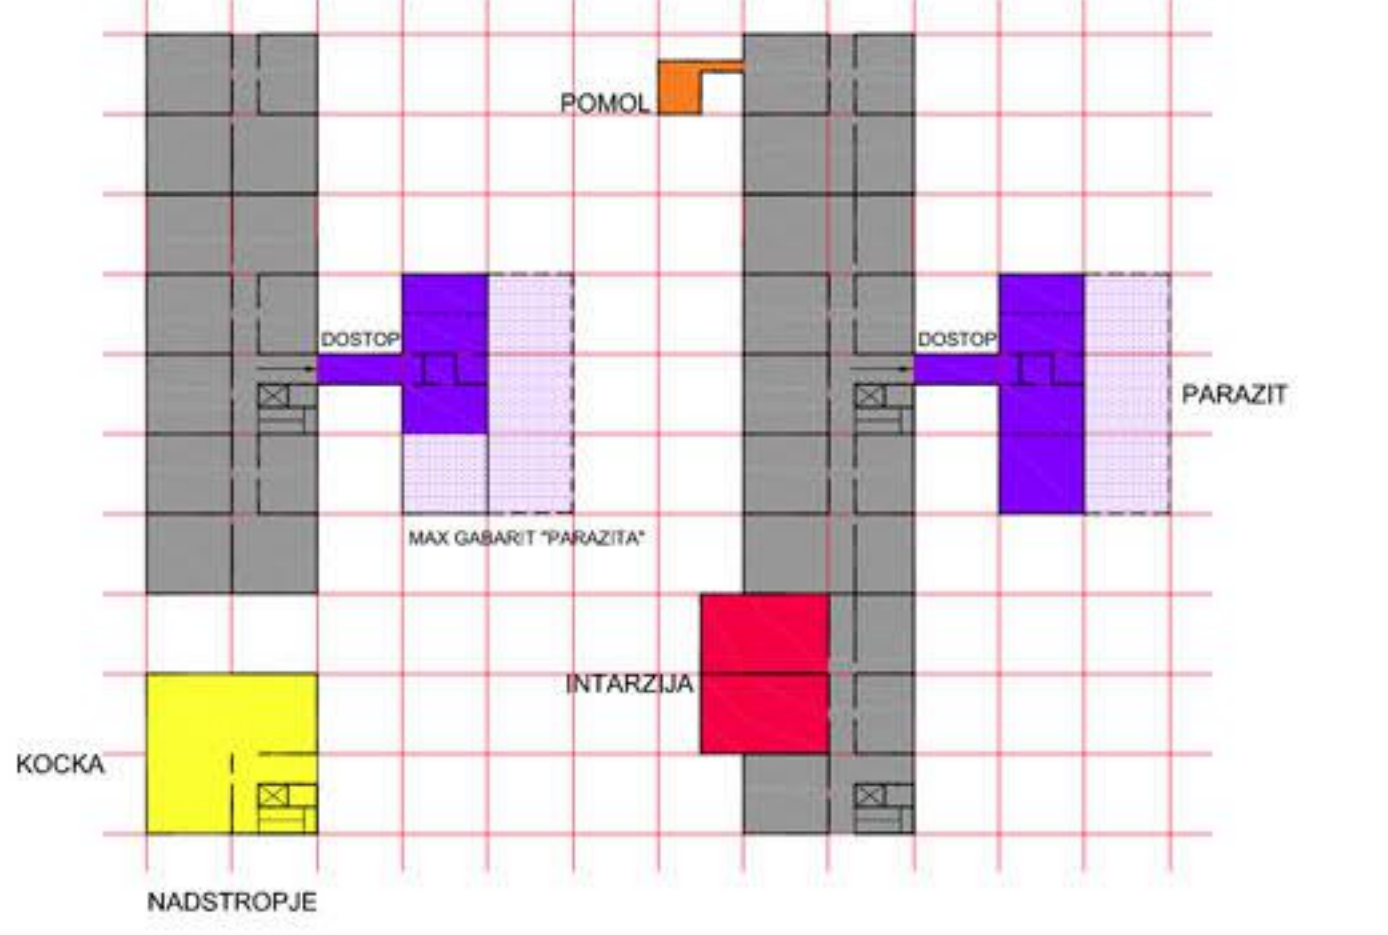 POMOL
DOSTOP
DOSTOP
PARAZIT
MAX GABARIT "PARAZITA"
INTARZIJA
KOCKA
NADSTROPJE